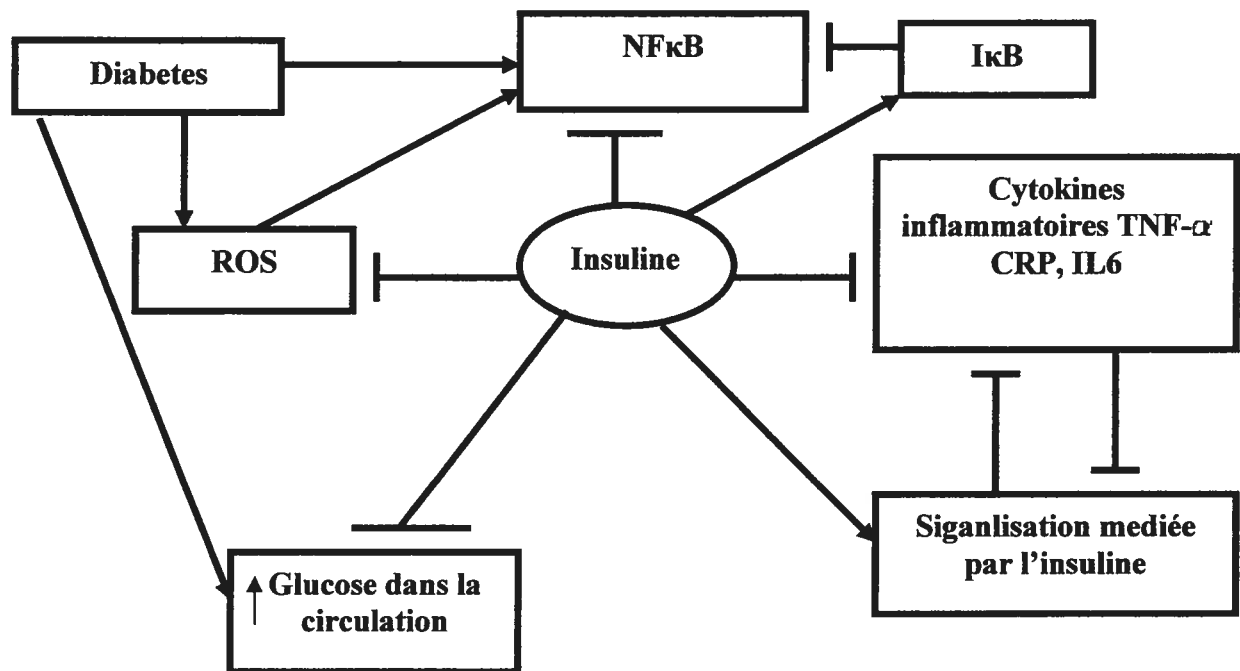 Diabetes
NFκB
IκB
ROS
Insuline
Cytokines
inflammatoires TNF-α
CRP, IL6
↑ Glucose dans la
circulation
Siganlisation mediée
par l'insuline